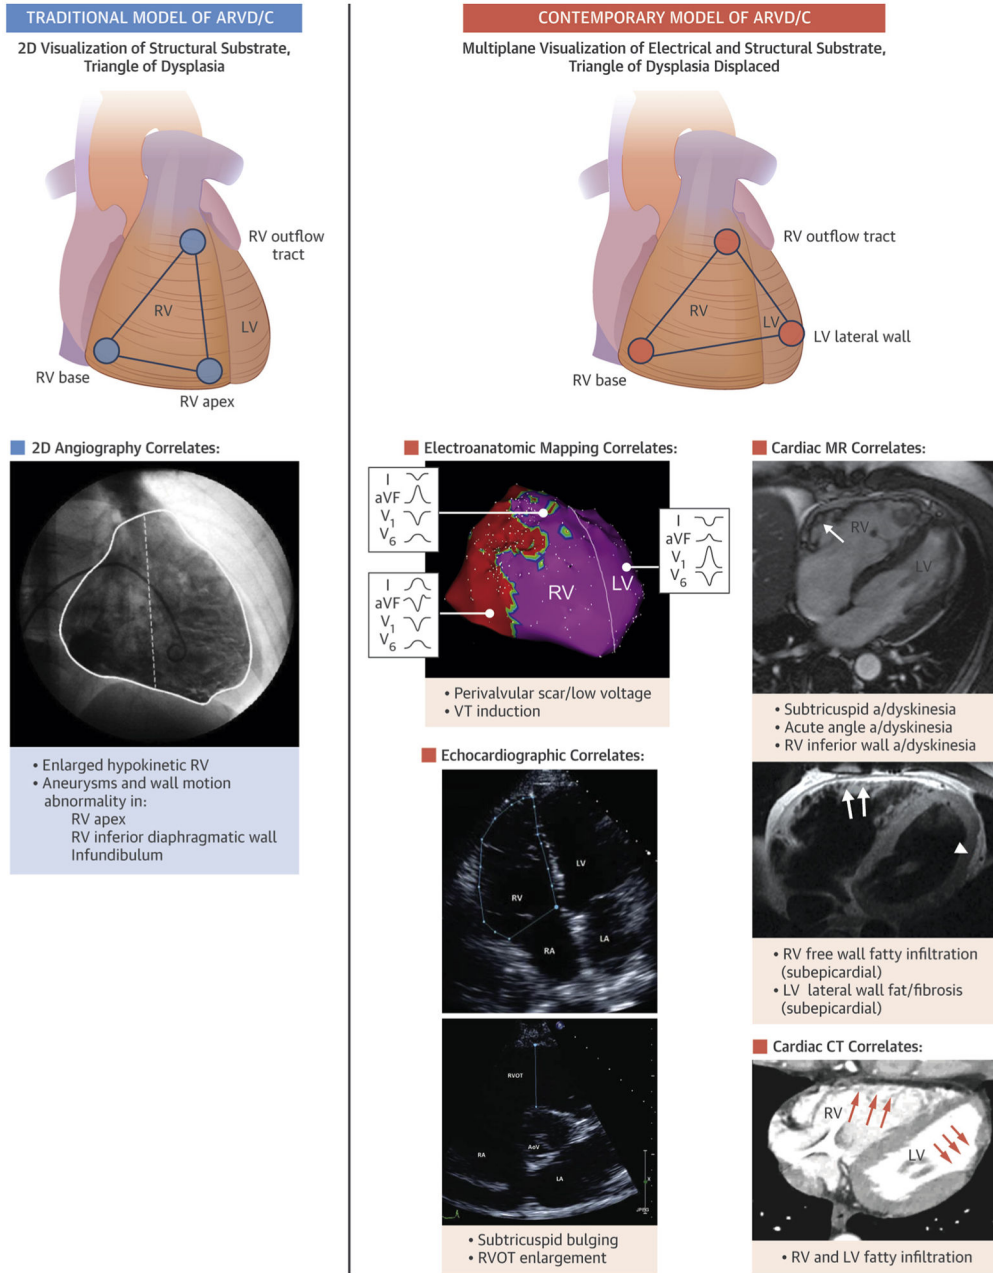 TRADITIONAL MODEL OF ARVD/C
2D Visualization of Structural Substrate,
Triangle of Dysplasia
RV outflow
tract
RV
LV
RV base
RV apex
2D Angiography Correlates:
• Enlarged hypokinetic RV
• Aneurysms and wall motion
abnormality in:
RV apex
RV inferior diaphragmatic wall
Infundibulum
CONTEMPORARY MODEL OF ARVD/C
Multiplane Visualization of Electrical and Structural Substrate,
Triangle of Dysplasia Displaced
RV outflow tract
RV
LV
LV lateral wall
RV base
Electroanatomic Mapping Correlates:
I
aVF
V1
V6
I
aVF
V1
V6
I
aVF
V1
V6
RV
LV
• Perivalvular scar/low voltage
• VT induction
Echocardiographic Correlates:
LV
RV
RA
LA
RVOT
AoV
RA
LA
JPEG
• Subtricuspid bulging
• RVOT enlargement
Cardiac MR Correlates:
RV
LV
• Subtricuspid a/dyskinesia
• Acute angle a/dyskinesia
• RV inferior wall a/dyskinesia
• RV free wall fatty infiltration
(subepicardial)
• LV lateral wall fat/fibrosis
(subepicardial)
Cardiac CT Correlates:
RV
LV
• RV and LV fatty infiltration